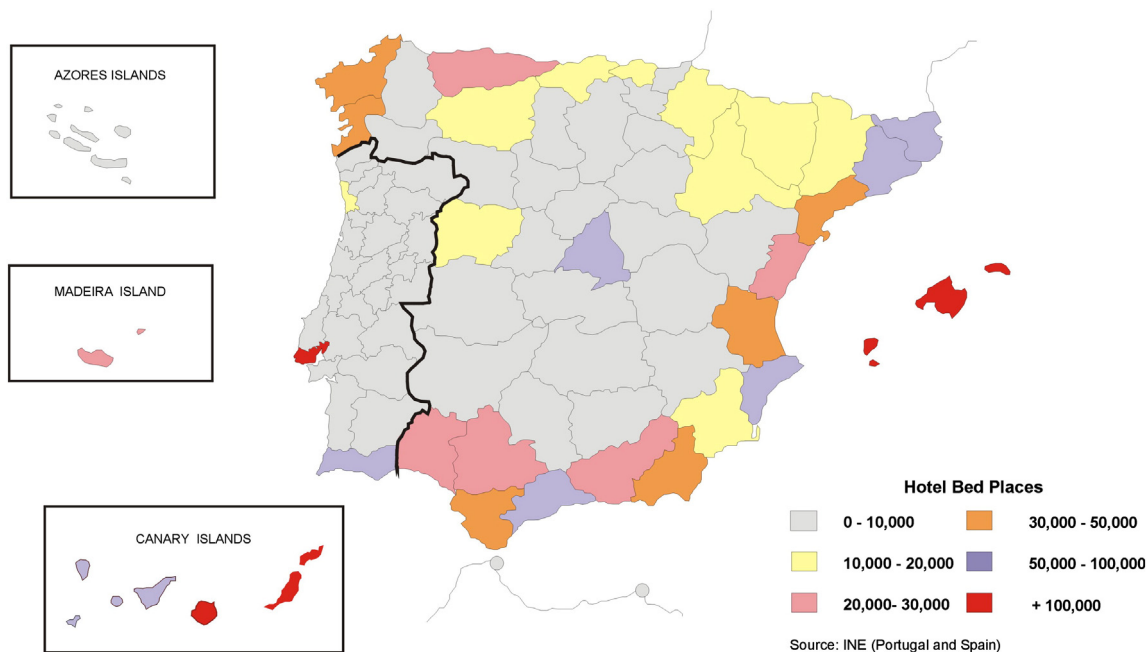 AZORES ISLANDS
MADEIRA ISLAND
CANARY ISLANDS
Hotel Bed Places
0 - 10,000
30,000 - 50,000
10,000 - 20,000
50,000 - 100,000
20,000- 30,000
+ 100,000
Source: INE (Portugal and Spain)